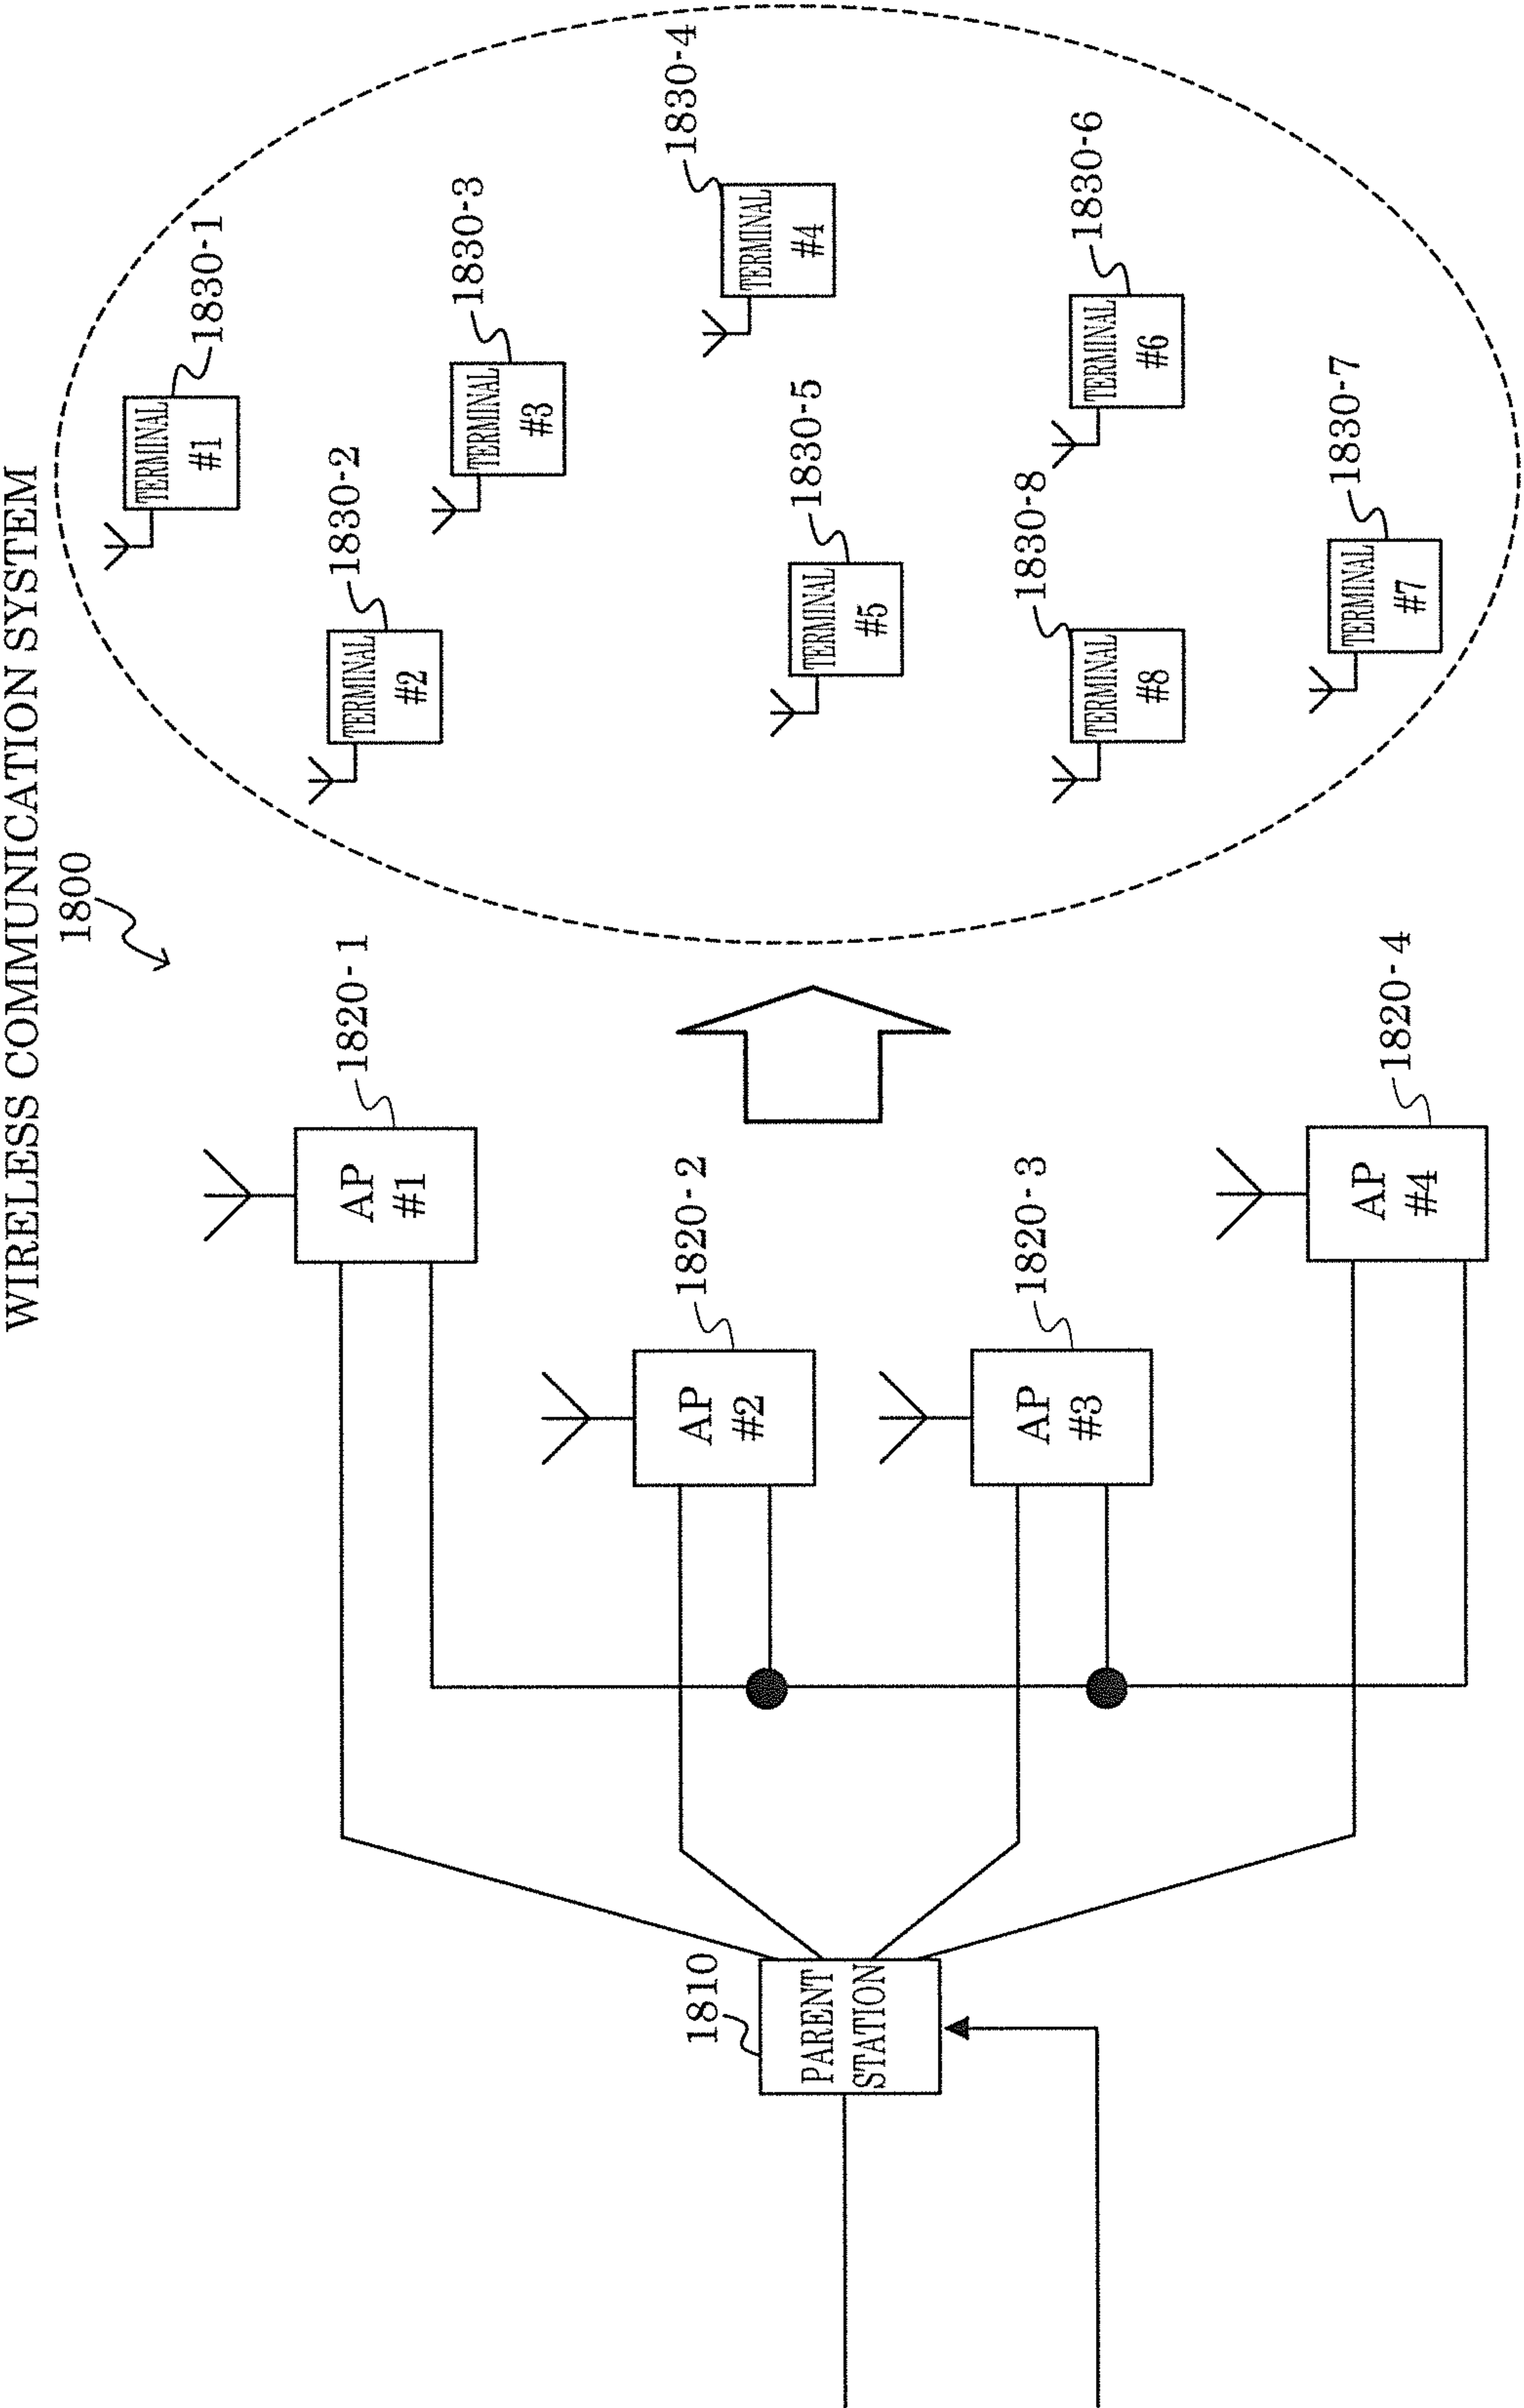 WIRELESS COMMUNICATION SYSTEM
1800
1810
PARENT
STATION
1820-1
AP
#1
1820-2
AP
#2
1820-3
AP
#3
1820-4
AP
#4
1830-1
TERMINAL
#1
1830-2
TERMINAL
#2
1830-3
TERMINAL
#3
1830-4
TERMINAL
#4
1830-5
TERMINAL
#5
1830-6
TERMINAL
#6
1830-8
TERMINAL
#8
1830-7
TERMINAL
#7